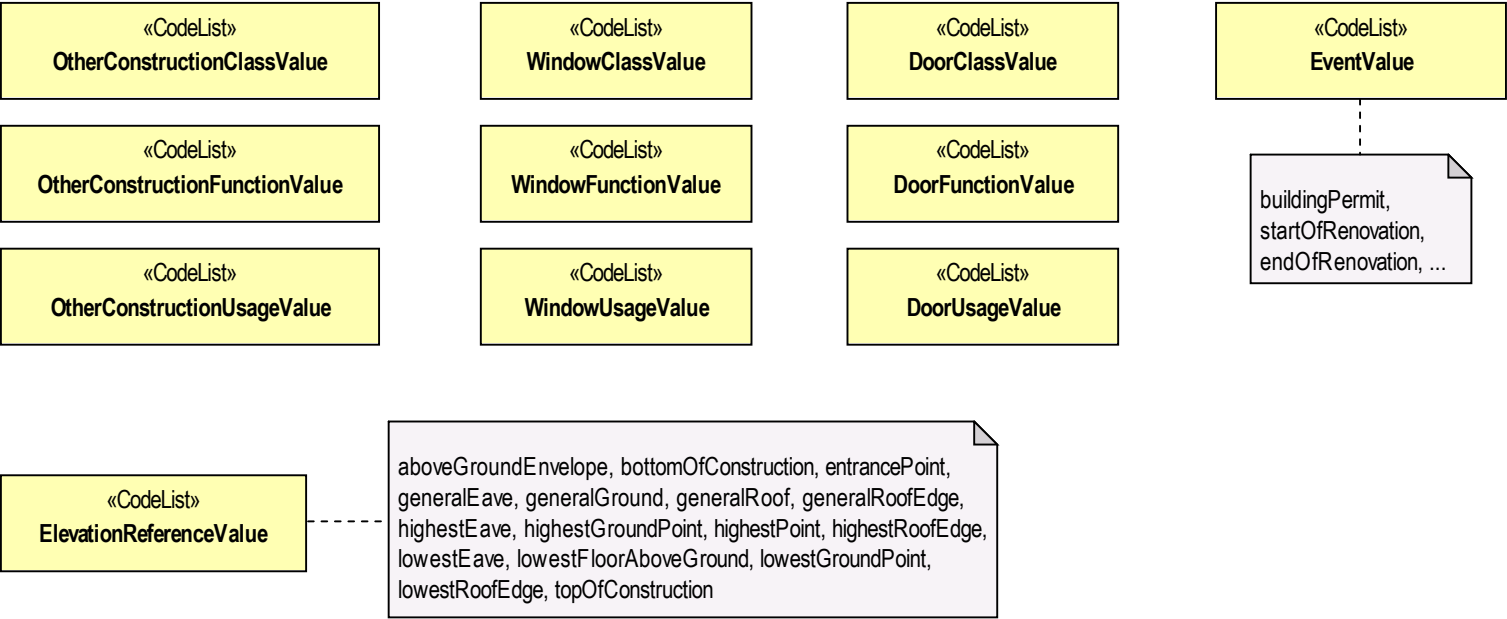 «CodeList»
OtherConstructionClassValue
«CodeList»
WindowClassValue
«CodeList»
DoorClassValue
«CodeList»
EventValue
«CodeList»
OtherConstructionFunctionValue
«CodeList»
WindowFunctionValue
«CodeList»
DoorFunctionValue
buildingPermit,
startOfRenovation,
endOfRenovation, ...
«CodeList»
OtherConstructionUsageValue
«CodeList»
WindowUsageValue
«CodeList»
DoorUsageValue
«CodeList»
ElevationReferenceValue
aboveGroundEnvelope, bottomOfConstruction, entrancePoint,
generalEave, generalGround, generalRoof, generalRoofEdge,
highestEave, highestGroundPoint, highestPoint, highestRoofEdge,
lowestEave, lowestFloorAboveGround, lowestGroundPoint,
lowestRoofEdge, topOfConstruction